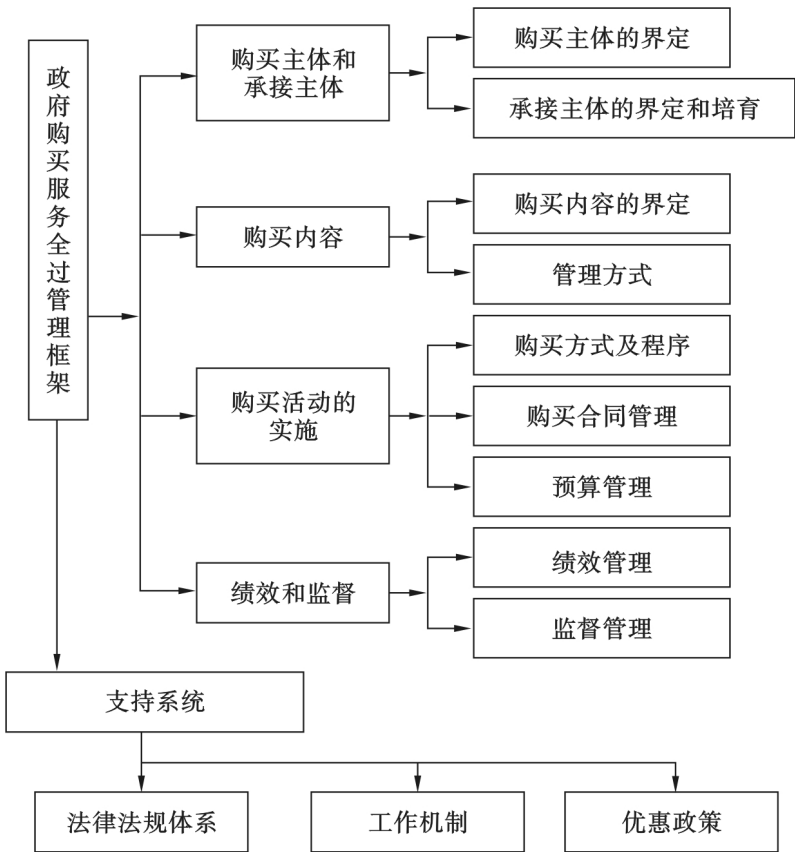 政府购买服务全过管理框架
购买主体和
承接主体
购买主体的界定
承接主体的界定和培育
购买内容
购买内容的界定
管理方式
购买活动的
实施
购买方式及程序
购买合同管理
预算管理
绩效和监督
绩效管理
监督管理
支持系统
法律法规体系
工作机制
优惠政策